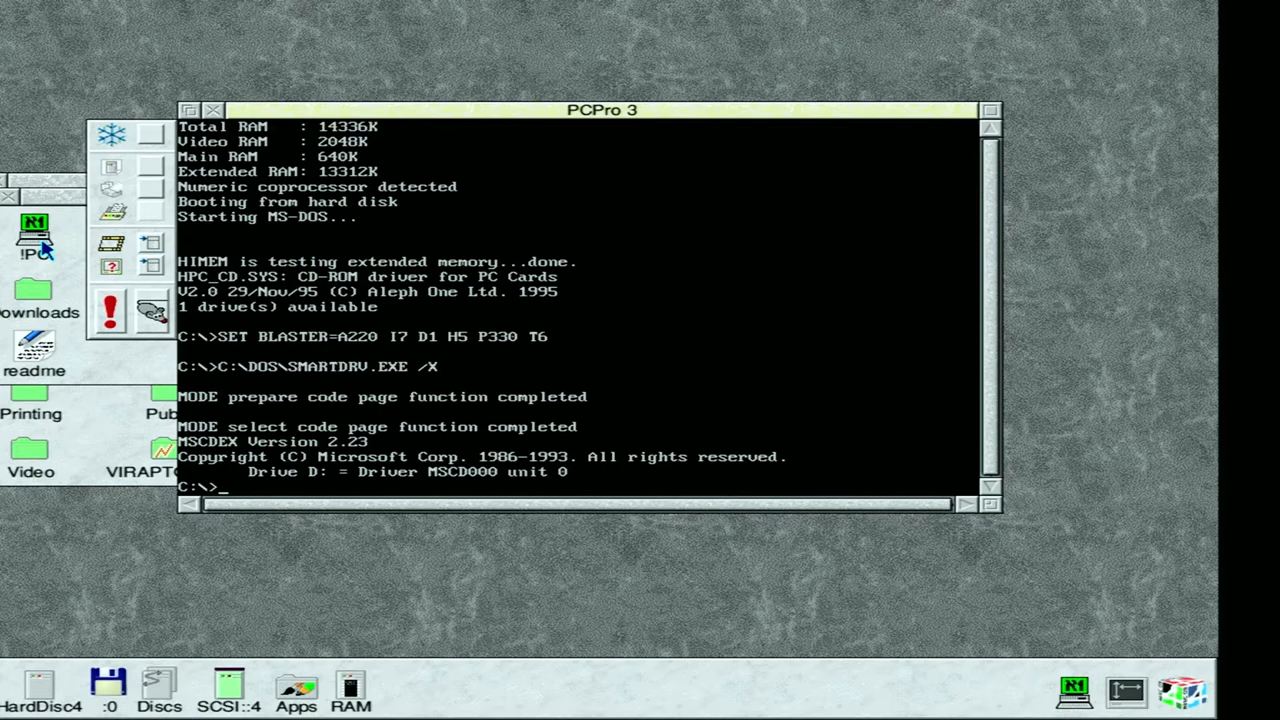 PCPro 3
Total RAM   : 14336K
Video RAM   : 2048K
Main RAM    : 640K
Extended RAM: 13312K
Numeric coprocessor detected
Booting from hard disk
Starting MS-DOS...
HIMEM is testing extended memory...done.
HPC_CD.SYS: CD-ROM driver for PC Cards
V2.0 29/Nov/95 (C) Aleph One Ltd. 1995
1 drive(s) available
C:\>SET BLASTER=A220 I7 D1 H5 P330 T6
C:\>C:\DOS\SMARTDRV.EXE /X
MODE prepare code page function completed
MODE select code page function completed
MSCDEX Version 2.23
Copyright (C) Microsoft Corp. 1986-1993. All rights reserved.
Drive D: = Driver MSCD000 unit 0
C:\>_
א1
!PC
ownloads
readme
Printing
Pub
Video
VIRAPT
HardDisc4
:0
Discs
SCSI::4
Apps
RAM
א1